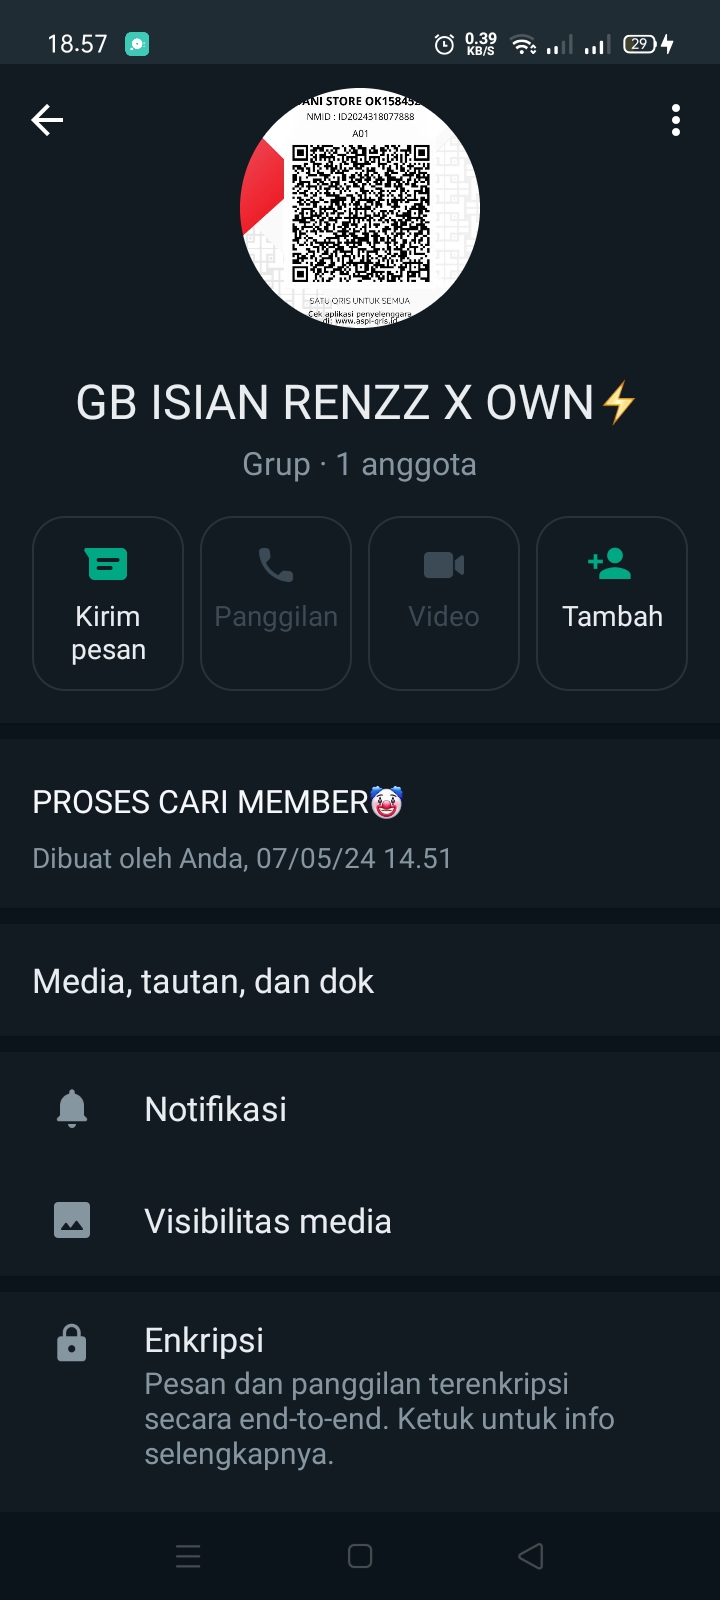 18.57
0.39
KB/S
29
ANI STORE OK158452
NMID : ID2024318077888
A01
SATU QRIS UNTUK SEMUA
Cek aplikasi penyelenggara
di: www.aspi-qris.id
GB ISIAN RENZZ X OWN⚡
Grup · 1 anggota
Kirim pesan
Panggilan
Video
Tambah
PROSES CARI MEMBER🤡
Dibuat oleh Anda, 07/05/24 14.51
Media, tautan, dan dok
Notifikasi
Visibilitas media
Enkripsi
Pesan dan panggilan terenkripsi
secara end-to-end. Ketuk untuk info
selengkapnya.